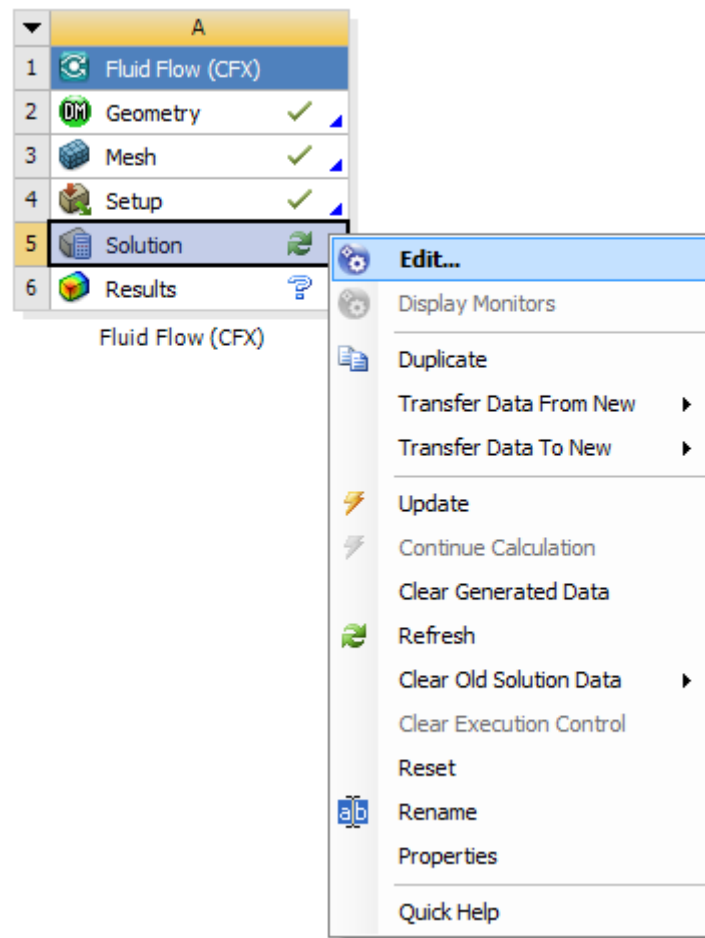 A
1 Fluid Flow (CFX)
2 DM Geometry
3 Mesh
4 Setup
5 Solution
6 Results
Fluid Flow (CFX)
Edit...
Display Monitors
Duplicate
Transfer Data From New
Transfer Data To New
Update
Continue Calculation
Clear Generated Data
Refresh
Clear Old Solution Data
Clear Execution Control
Reset
ab Rename
Properties
Quick Help